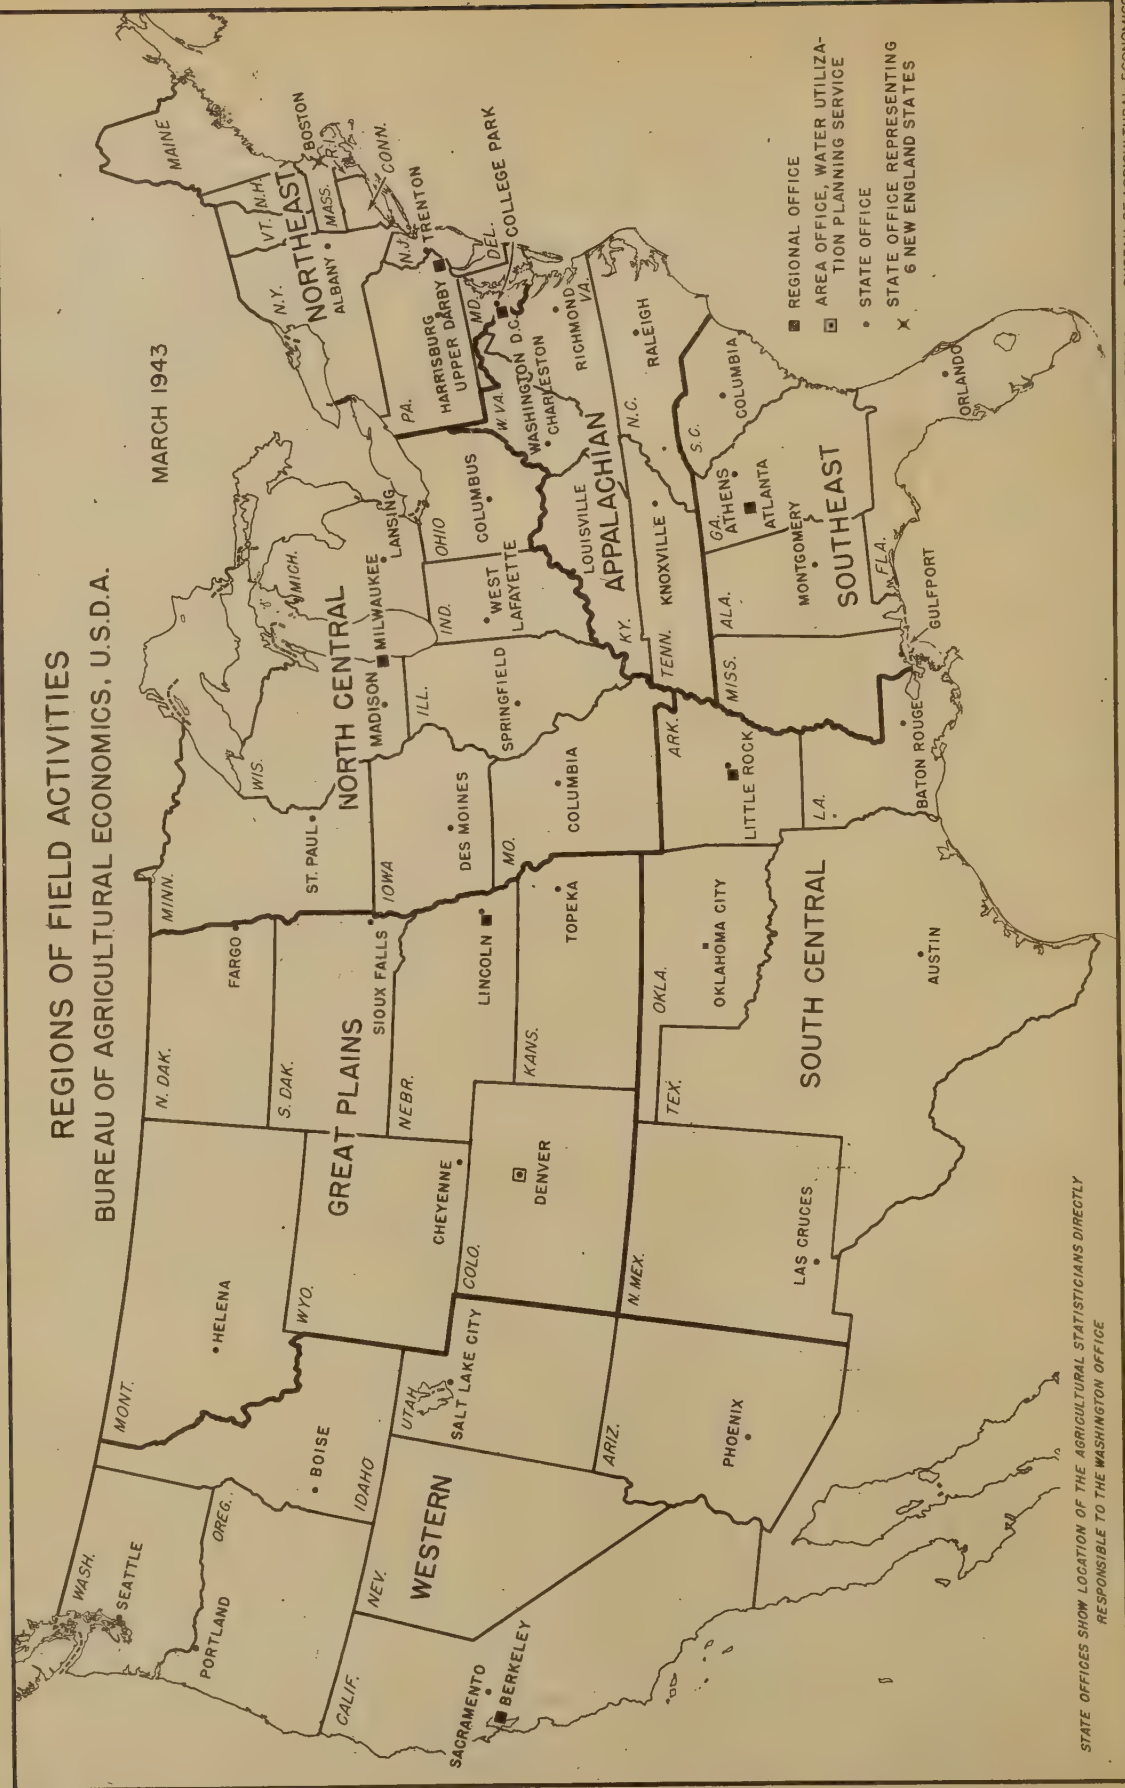 REGIONS OF FIELD ACTIVITIES
BUREAU OF AGRICULTURAL ECONOMICS, U.S.D.A.
MARCH 1943
WASH.
SEATTLE
PORTLAND
OREG.
MONT.
HELENA
BOISE
IDAHO
WYO.
CHEYENNE
N. DAK.
FARGO
S. DAK.
SIOUX FALLS
GREAT PLAINS
NEBR.
LINCOLN
KANS.
TOPEKA
COLO.
DENVER
UTAH
SALT LAKE CITY
NEV.
WESTERN
CALIF.
SACRAMENTO
BERKELEY
ARIZ.
PHOENIX
N. MEX.
LAS CRUCES
TEX.
OKLA.
OKLAHOMA CITY
SOUTH CENTRAL
AUSTIN
MINN.
ST. PAUL
WIS.
NORTH CENTRAL
MADISON
MILWAUKEE
MICH.
LANSING
IOWA
DES MOINES
MO.
COLUMBIA
ILL.
SPRINGFIELD
IND.
WEST
LAFAYETTE
OHIO
COLUMBUS
ARK.
LITTLE ROCK
LA.
BATON ROUGE
MISS.
GULFPORT
ALA.
MONTGOMERY
SOUTHEAST
FLA.
ORLANDO
GA.
ATHENS
ATLANTA
S.C.
COLUMBIA
N.C.
RALEIGH
TENN.
KNOXVILLE
KY.
LOUISVILLE
APPALACHIAN
W. VA.
CHARLESTON
WASHINGTON D.C.
RICHMOND
VA.
MD.
COLLEGE PARK
DEL.
PA.
HARRISBURG
UPPER DARBY
N.J.
TRENTON
N.Y.
ALBANY
NORTHEAST
VT.
N.H.
MAINE
MASS.
BOSTON
R.I.
CONN.
REGIONAL OFFICE
AREA OFFICE, WATER UTILIZA-
TION PLANNING SERVICE
STATE OFFICE
STATE OFFICE REPRESENTING
6 NEW ENGLAND STATES
STATE OFFICES SHOW LOCATION OF THE AGRICULTURAL STATISTICIANS DIRECTLY
RESPONSIBLE TO THE WASHINGTON OFFICE